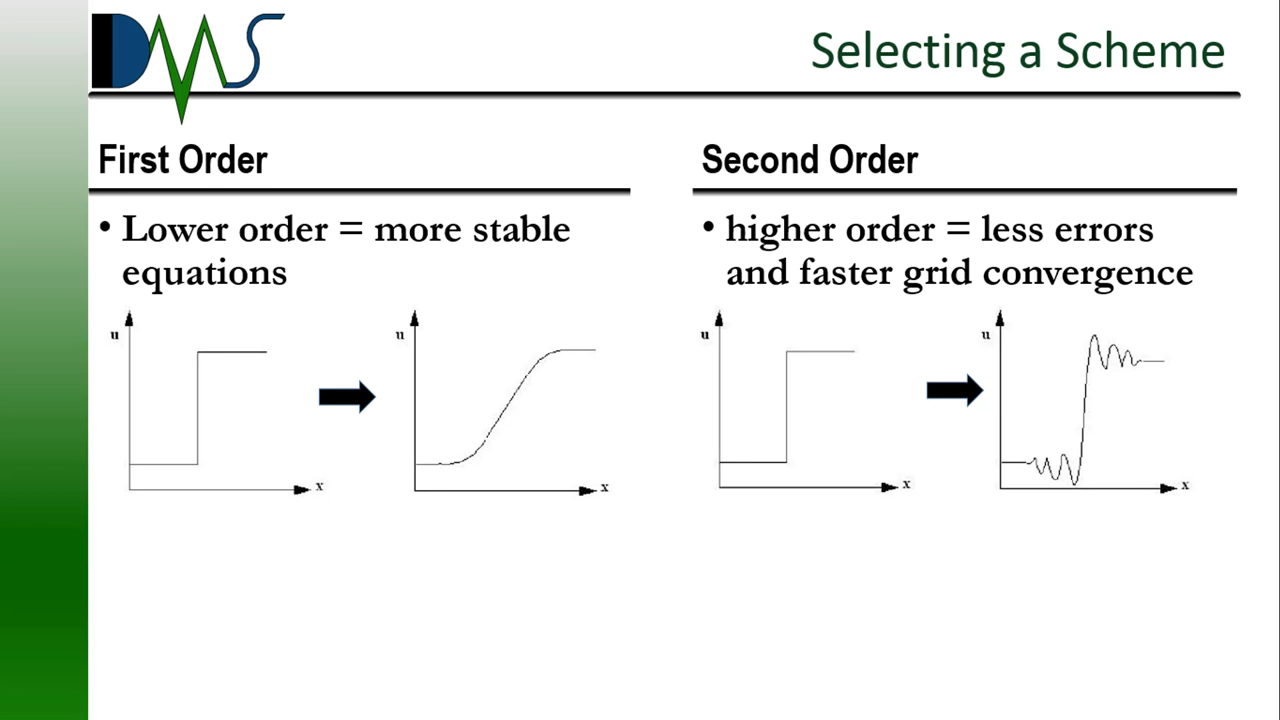 DMS
Selecting a Scheme
First Order
• Lower order = more stable
equations
u
x
u
x
Second Order
• higher order = less errors
and faster grid convergence
u
x
u
x